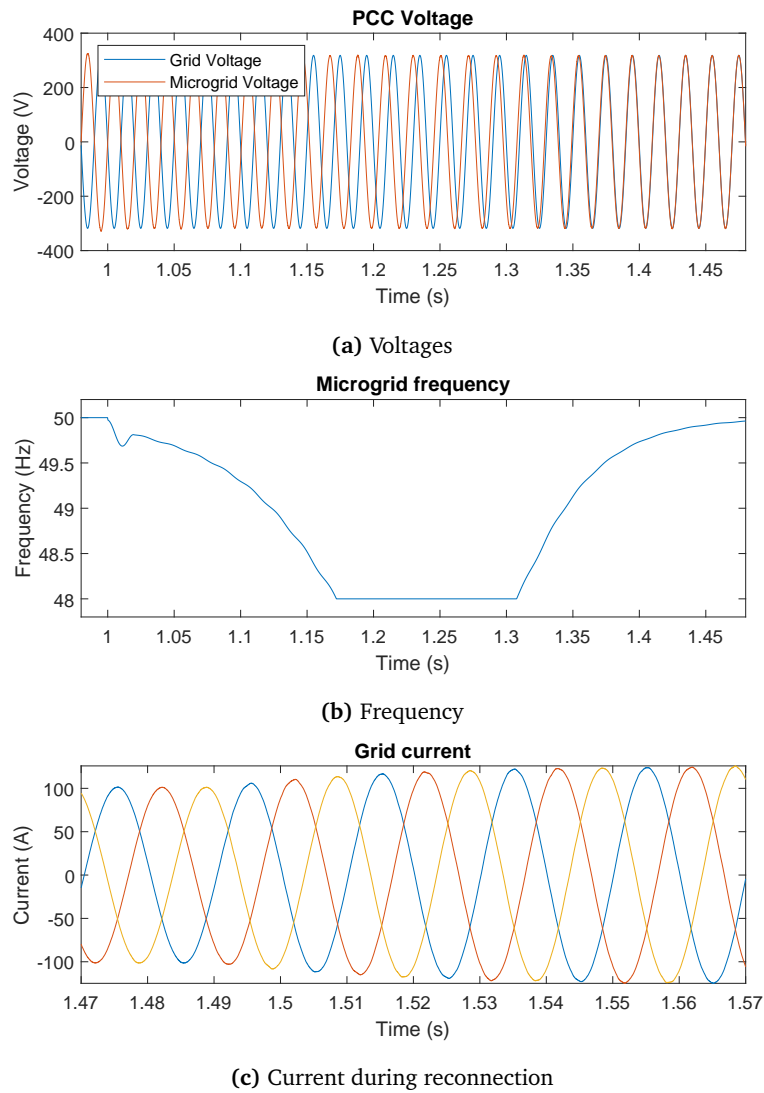 PCC Voltage
400
200
0
-200
-400
Voltage (V)
Grid Voltage
Microgrid Voltage
1 1.05 1.1 1.15 1.2 1.25 1.3 1.35 1.4 1.45
Time (s)
(a) Voltages
Microgrid frequency
50
49.5
49
48.5
48
Frequency (Hz)
1 1.05 1.1 1.15 1.2 1.25 1.3 1.35 1.4 1.45
Time (s)
(b) Frequency
Grid current
100
50
0
-50
-100
Current (A)
1.47 1.48 1.49 1.5 1.51 1.52 1.53 1.54 1.55 1.56 1.57
Time (s)
(c) Current during reconnection